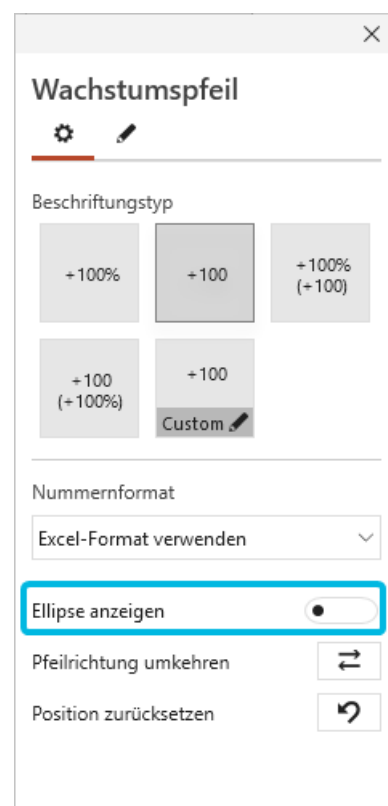 Wachstumspfeil
Beschriftungstyp
+100%
+100
+100%
(+100)
+100
(+100%)
+100
Custom
Nummernformat
Excel-Format verwenden
Ellipse anzeigen
Pfeilrichtung umkehren
Position zurücksetzen